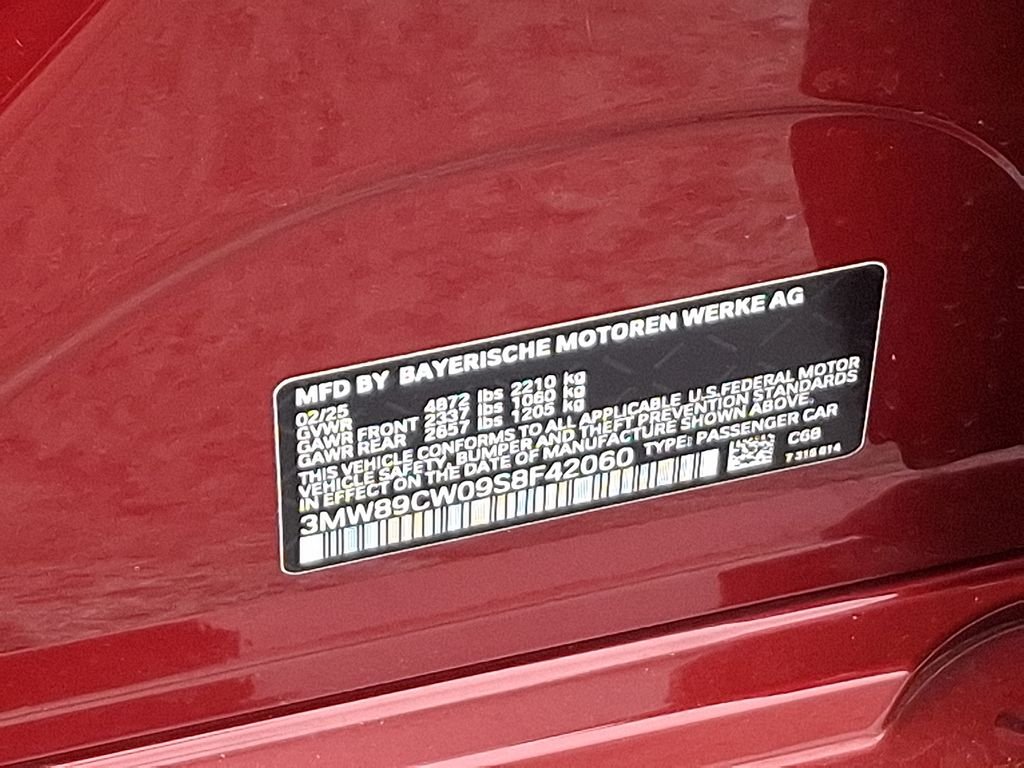 MFD BY BAYERISCHE MOTOREN WERKE AG
02/25
GVWR 4872 lbs 2210 kg
GAWR FRONT 2337 lbs 1060 kg
GAWR REAR 2657 lbs 1205 kg
THIS VEHICLE CONFORMS TO ALL APPLICABLE U.S.FEDERAL MOTOR
VEHICLE SAFETY, BUMPER AND THEFT PREVENTION STANDARDS
IN EFFECT ON THE DATE OF MANUFACTURE SHOWN ABOVE.
3MW89CW09S8F42060 TYPE: PASSENGER CAR
C68
7 316 614